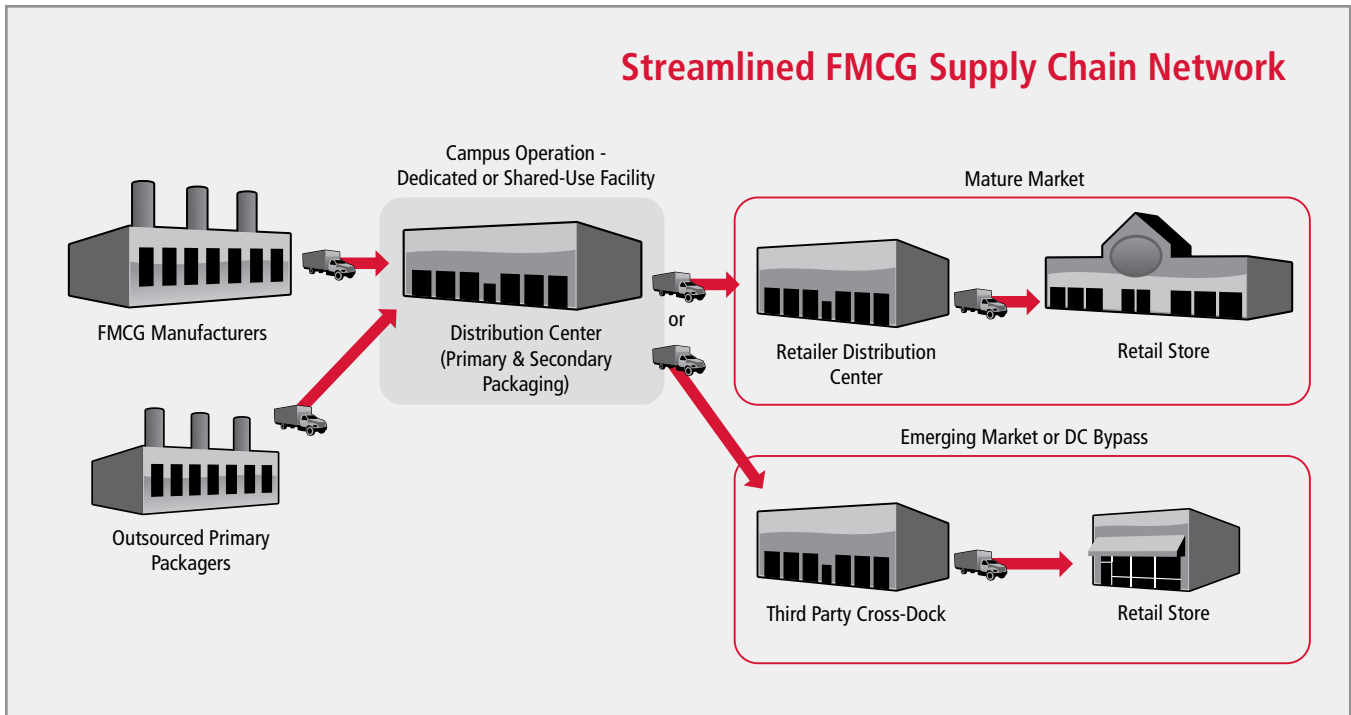 Streamlined FMCG Supply Chain Network
Campus Operation -
Dedicated or Shared-Use Facility
Mature Market
FMCG Manufacturers
Distribution Center
(Primary & Secondary
Packaging)
or
Retailer Distribution
Center
Retail Store
Emerging Market or DC Bypass
Outsourced Primary
Packagers
Third Party Cross-Dock
Retail Store